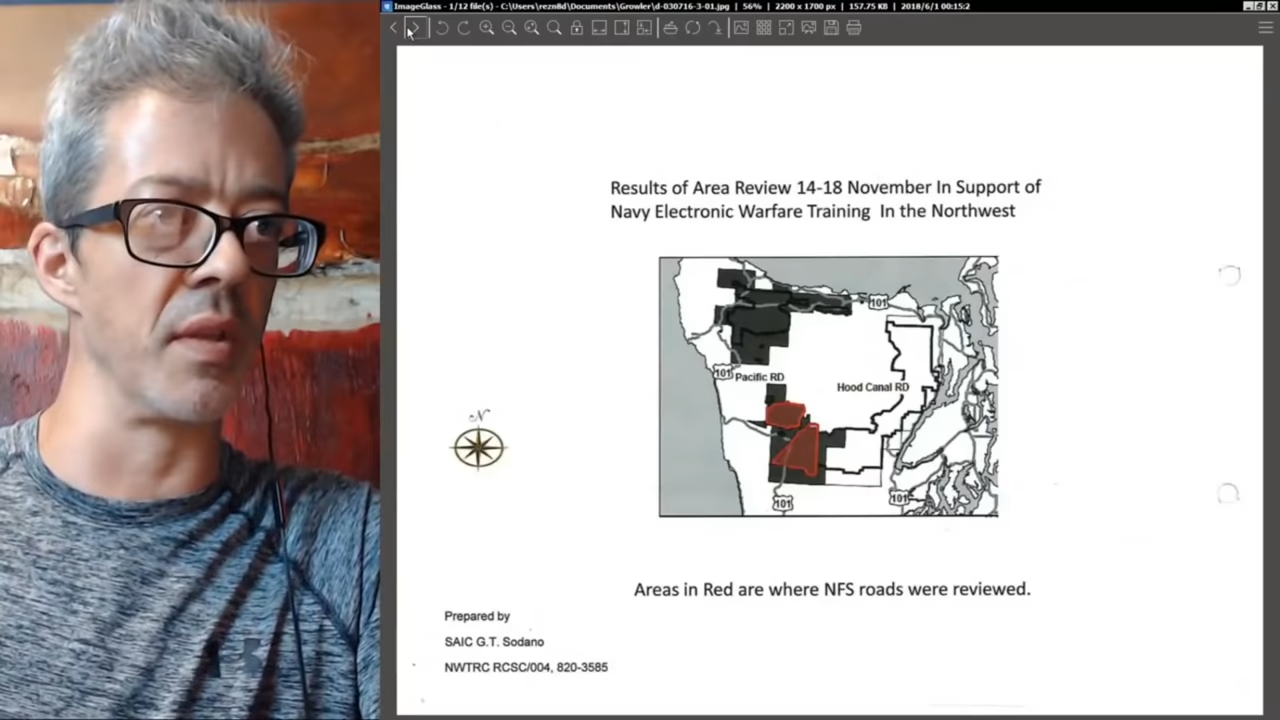 ImageGlass - 1/12 file(s) - C:\Users\rezn8d\Documents\Growler\d-030716-3-01.jpg | 56% | 2200 x 1700 px | 157.75 KB | 2018/6/1 00:15:2
Results of Area Review 14-18 November In Support of
Navy Electronic Warfare Training In the Northwest
101
101
Pacific RD
Hood Canal RD
101
101
N
Areas in Red are where NFS roads were reviewed.
Prepared by
SAIC G.T. Sodano
NWTRC RCSC/004, 820-3585